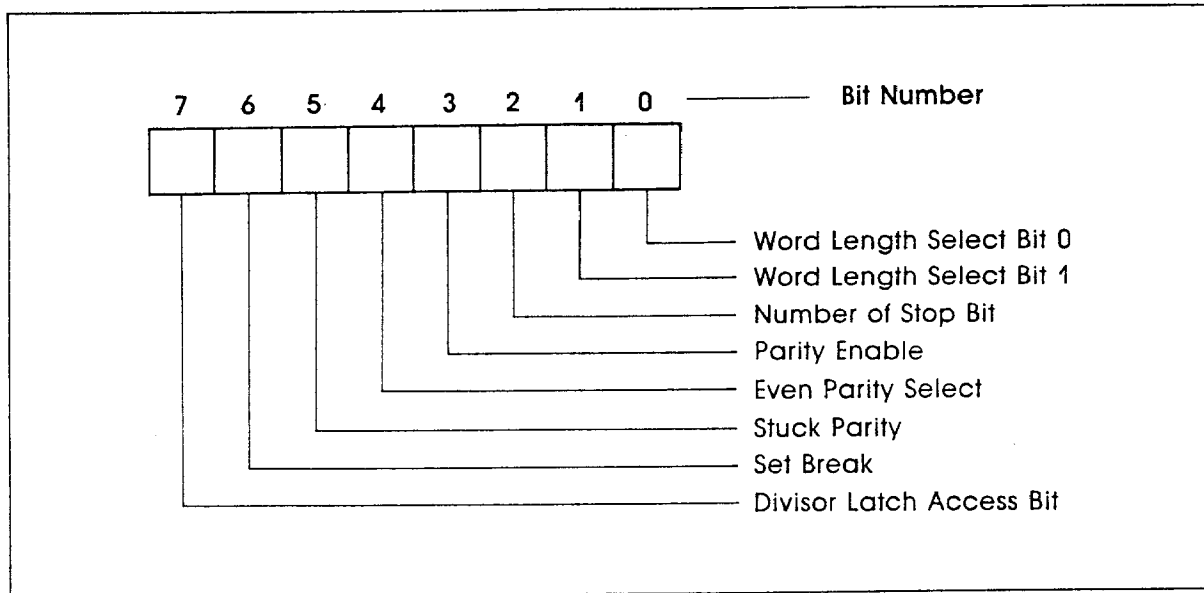 7 6 5 4 3 2 1 0 Bit Number
Word Length Select Bit 0
Word Length Select Bit 1
Number of Stop Bit
Parity Enable
Even Parity Select
Stuck Parity
Set Break
Divisor Latch Access Bit